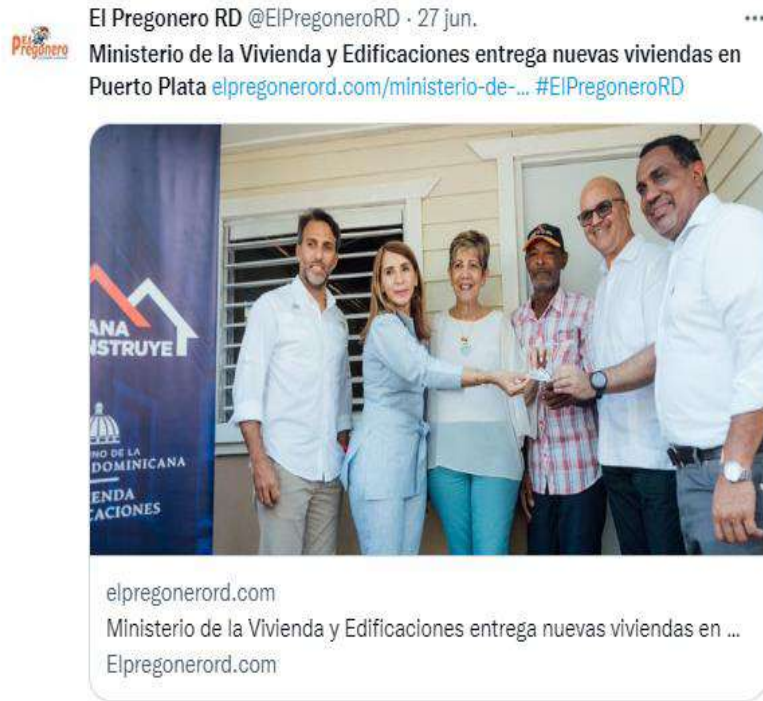 El Pregonero RD @ElPregoneroRD · 27 jun.
El Pregonero
Ministerio de la Vivienda y Edificaciones entrega nuevas viviendas en
Puerto Plata elpregonerord.com/ministerio-de-... #ElPregoneroRD
ANA
NSTRUYE
NO DE LA
DOMINICANA
ENDA
CACIONES
elpregonerord.com
Ministerio de la Vivienda y Edificaciones entrega nuevas viviendas en ...
Elpregonerord.com